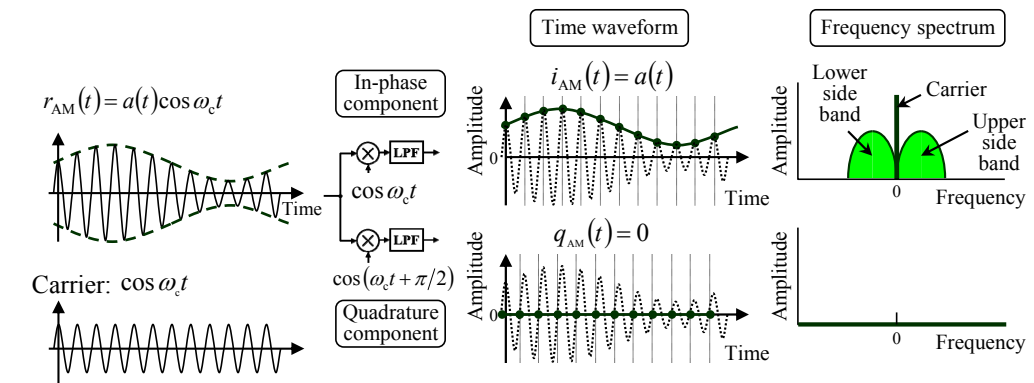 Time waveform
Frequency spectrum
r_AM(t) = a(t)cos ω_c t
Time
Carrier: cos ω_c t
In-phase
component
LPF
cos ω_c t
LPF
cos(ω_c t + π/2)
Quadrature
component
i_AM(t) = a(t)
Amplitude
0
Time
q_AM(t) = 0
Amplitude
0
Time
Amplitude
Lower
side
band
Carrier
Upper
side
band
0
Frequency
Amplitude
0
Frequency